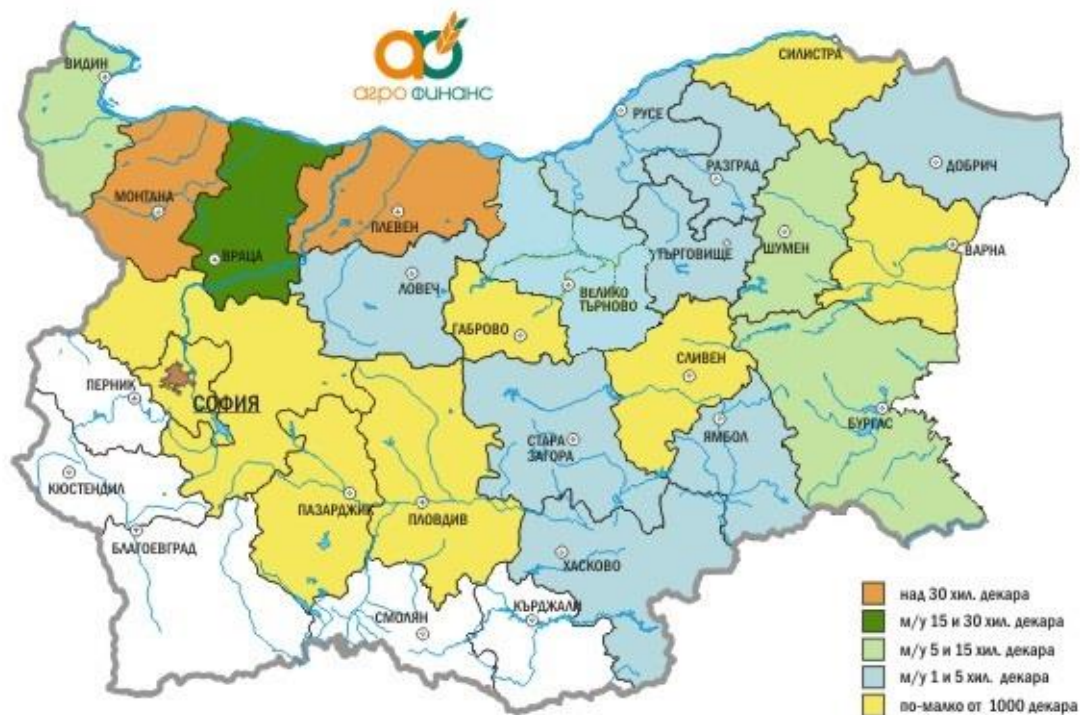 агро финанс
ВИДИН
СИЛИСТРА
РУСЕ
МОНТАНА
ПЛЕВЕН
РАЗГРАД
ДОБРИЧ
ВРАЦА
ЛОВЕЧ
ВЕЛИКО
ТЪРНОВО
ТЪРГОВИЩЕ
ШУМЕН
ВАРНА
ГАБРОВО
СЛИВЕН
ПЕРНИК
СОФИЯ
СТАРА
ЗАГОРА
ЯМБОЛ
БУРГАС
КЮСТЕНДИЛ
ПАЗАРДЖИК
ПЛОВДИВ
БЛАГОЕВГРАД
ХАСКОВО
СМОЛЯН
КЪРДЖАЛИ
над 30 хил. декара
м/у 15 и 30 хил. декара
м/у 5 и 15 хил. декара
м/у 1 и 5 хил. декара
по-малко от 1000 декара